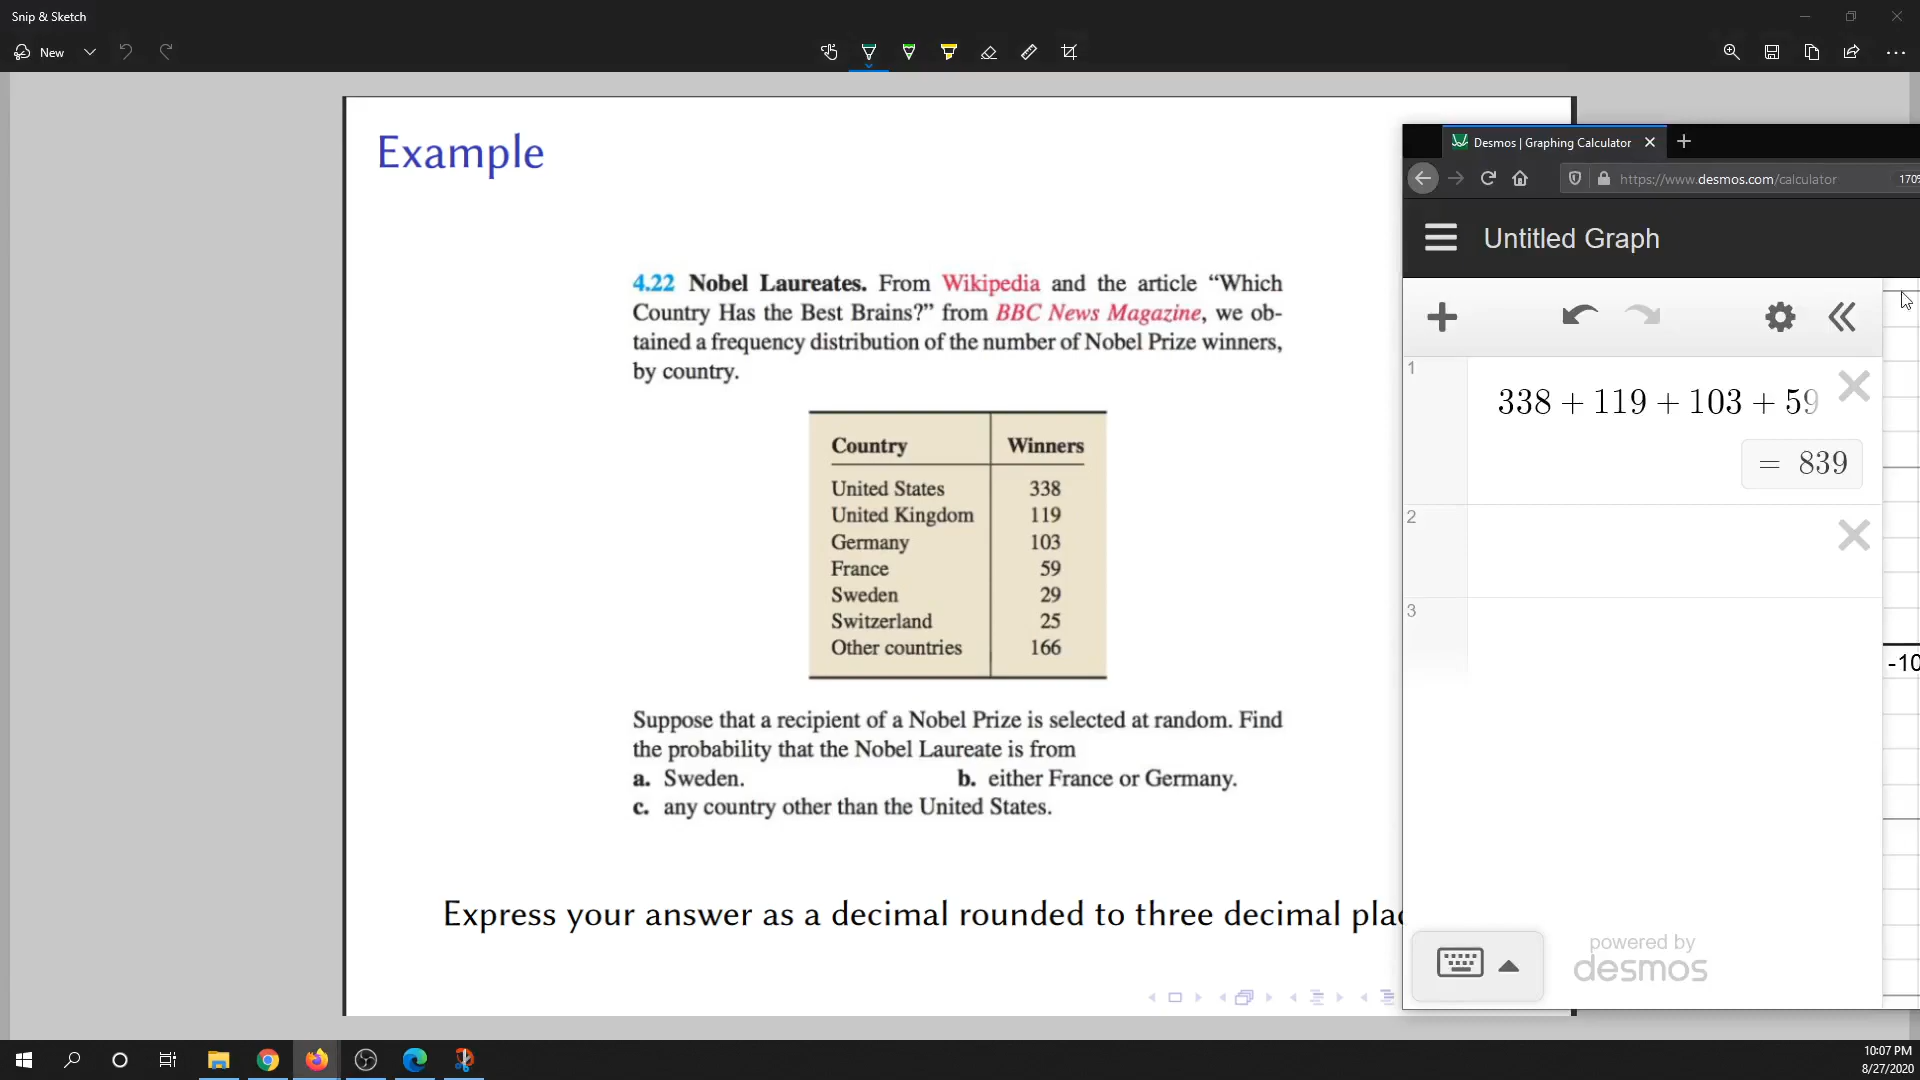 Snip & Sketch
New
Example
4.22 Nobel Laureates. From Wikipedia and the article “Which
Country Has the Best Brains?” from BBC News Magazine, we ob-
tained a frequency distribution of the number of Nobel Prize winners,
by country.
Country Winners
United States 338
United Kingdom 119
Germany 103
France 59
Sweden 29
Switzerland 25
Other countries 166
Suppose that a recipient of a Nobel Prize is selected at random. Find
the probability that the Nobel Laureate is from
a. Sweden. b. either France or Germany.
c. any country other than the United States.
Express your answer as a decimal rounded to three decimal plac
Desmos | Graphing Calculator
https://www.desmos.com/calculator 170%
Untitled Graph
1
338 + 119 + 103 + 59
= 839
2
3
-10
powered by
desmos
10:07 PM
8/27/2020